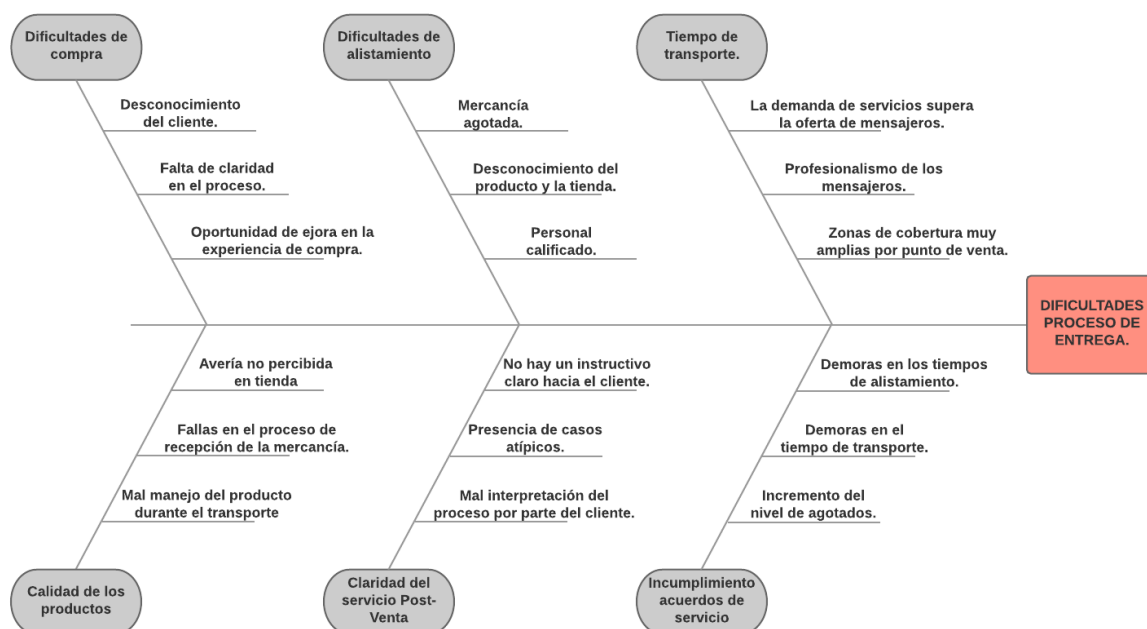 Dificultades de
compra
Dificultades de
alistamiento
Tiempo de
transporte.
Desconocimiento
del cliente.
Falta de claridad
en el proceso.
Oportunidad de ejora en la
experiencia de compra.
Mercancía
agotada.
Desconocimiento del
producto y la tienda.
Personal
calificado.
La demanda de servicios supera
la oferta de mensajeros.
Profesionalismo de los
mensajeros.
Zonas de cobertura muy
amplias por punto de venta.
DIFICULTADES
PROCESO DE
ENTREGA.
Avería no percibida
en tienda
Fallas en el proceso de
recepción de la mercancía.
Mal manejo del producto
durante el transporte
No hay un instructivo
claro hacia el cliente.
Presencia de casos
atípicos.
Mal interpretación del
proceso por parte del cliente.
Demoras en los tiempos
de alistamiento.
Demoras en el
tiempo de transporte.
Incremento del
nivel de agotados.
Calidad de los
productos
Claridad del
servicio Post-
Venta
Incumplimiento
acuerdos de
servicio